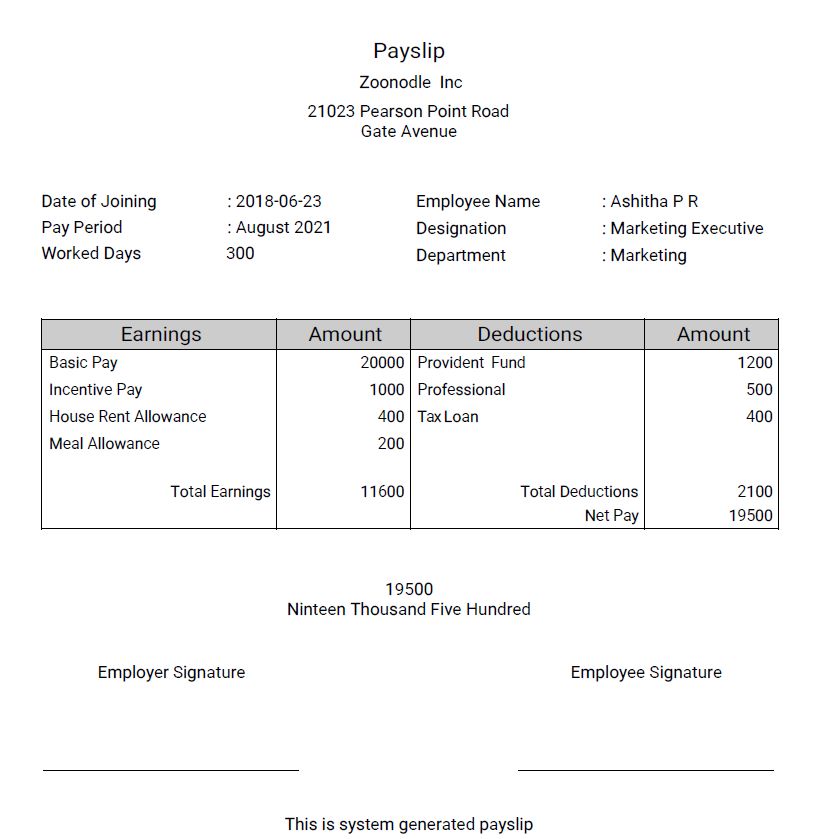 Payslip
Zoonodle Inc
21023 Pearson Point Road
Gate Avenue
Date of Joining : 2018-06-23 Employee Name : Ashitha P R
Pay Period : August 2021 Designation : Marketing Executive
Worked Days 300 Department : Marketing
Earnings Amount Deductions Amount
Basic Pay 20000 Provident Fund 1200
Incentive Pay 1000 Professional 500
House Rent Allowance 400 Tax Loan 400
Meal Allowance 200
Total Earnings 11600 Total Deductions 2100
Net Pay 19500
19500
Ninteen Thousand Five Hundred
Employer Signature Employee Signature
This is system generated payslip